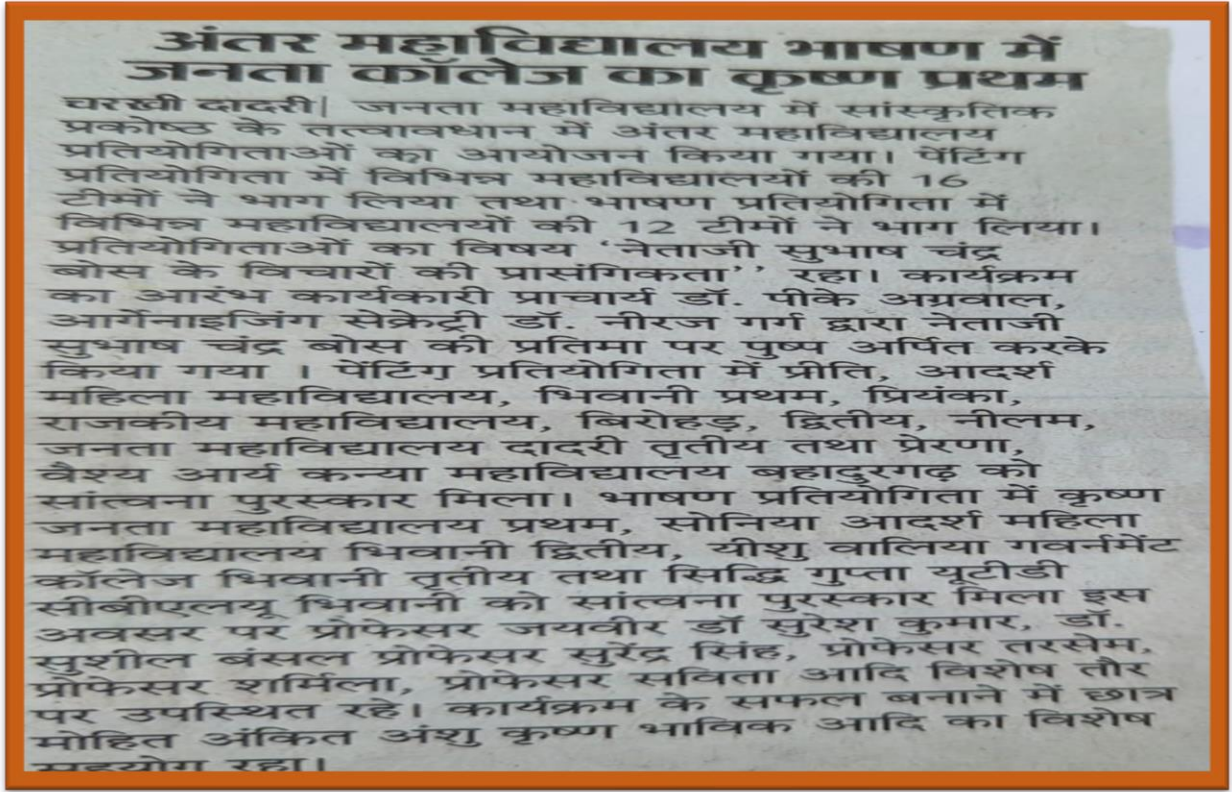 अंतर महाविद्यालय भाषण में
जनता कॉलेज का कृष्ण प्रथम
चरखी दादरी| जनता महाविद्यालय में सांस्कृतिक
प्रकोष्ठ के तत्वावधान में अंतर महाविद्यालय
प्रतियोगिताओं का आयोजन किया गया। पेंटिंग
प्रतियोगिता में विभिन्न महाविद्यालयों की 16
टीमों ने भाग लिया तथा भाषण प्रतियोगिता में
विभिन्न महाविद्यालयों की 12 टीमों ने भाग लिया।
प्रतियोगिताओं का विषय ‘नेताजी सुभाष चंद्र
बोस के विचारों की प्रासंगिकता’’ रहा। कार्यक्रम
का आरंभ कार्यकारी प्राचार्य डॉ. पीके अग्रवाल,
आर्गेनाइजिंग सेक्रेट्री डॉ. नीरज गर्ग द्वारा नेताजी
सुभाष चंद्र बोस की प्रतिमा पर पुष्प अर्पित करके
किया गया । पेंटिंग प्रतियोगिता में प्रीति, आदर्श
महिला महाविद्यालय, भिवानी प्रथम, प्रियंका,
राजकीय महाविद्यालय, बिरोहड़, द्वितीय, नीलम,
जनता महाविद्यालय दादरी तृतीय तथा प्रेरणा,
वैश्य आर्य कन्या महाविद्यालय बहादुरगढ़ को
सांत्वना पुरस्कार मिला। भाषण प्रतियोगिता में कृष्ण
जनता महाविद्यालय प्रथम, सोनिया आदर्श महिला
महाविद्यालय भिवानी द्वितीय, यीशु वालिया गवर्नमेंट
कॉलेज भिवानी तृतीय तथा सिद्धि गुप्ता यूटीडी
सीबीएलयू भिवानी को सांत्वना पुरस्कार मिला इस
अवसर पर प्रोफेसर जयवीर डॉ सुरेश कुमार, डॉ.
सुशील बंसल प्रोफेसर सुरेंद्र सिंह, प्रोफेसर तरसेम,
प्रोफेसर शर्मिला, प्रोफेसर सविता आदि विशेष तौर
पर उपस्थित रहे। कार्यक्रम के सफल बनाने में छात्र
मोहित अंकित अंशु कृष्ण भाविक आदि का विशेष
सहयोग रहा।